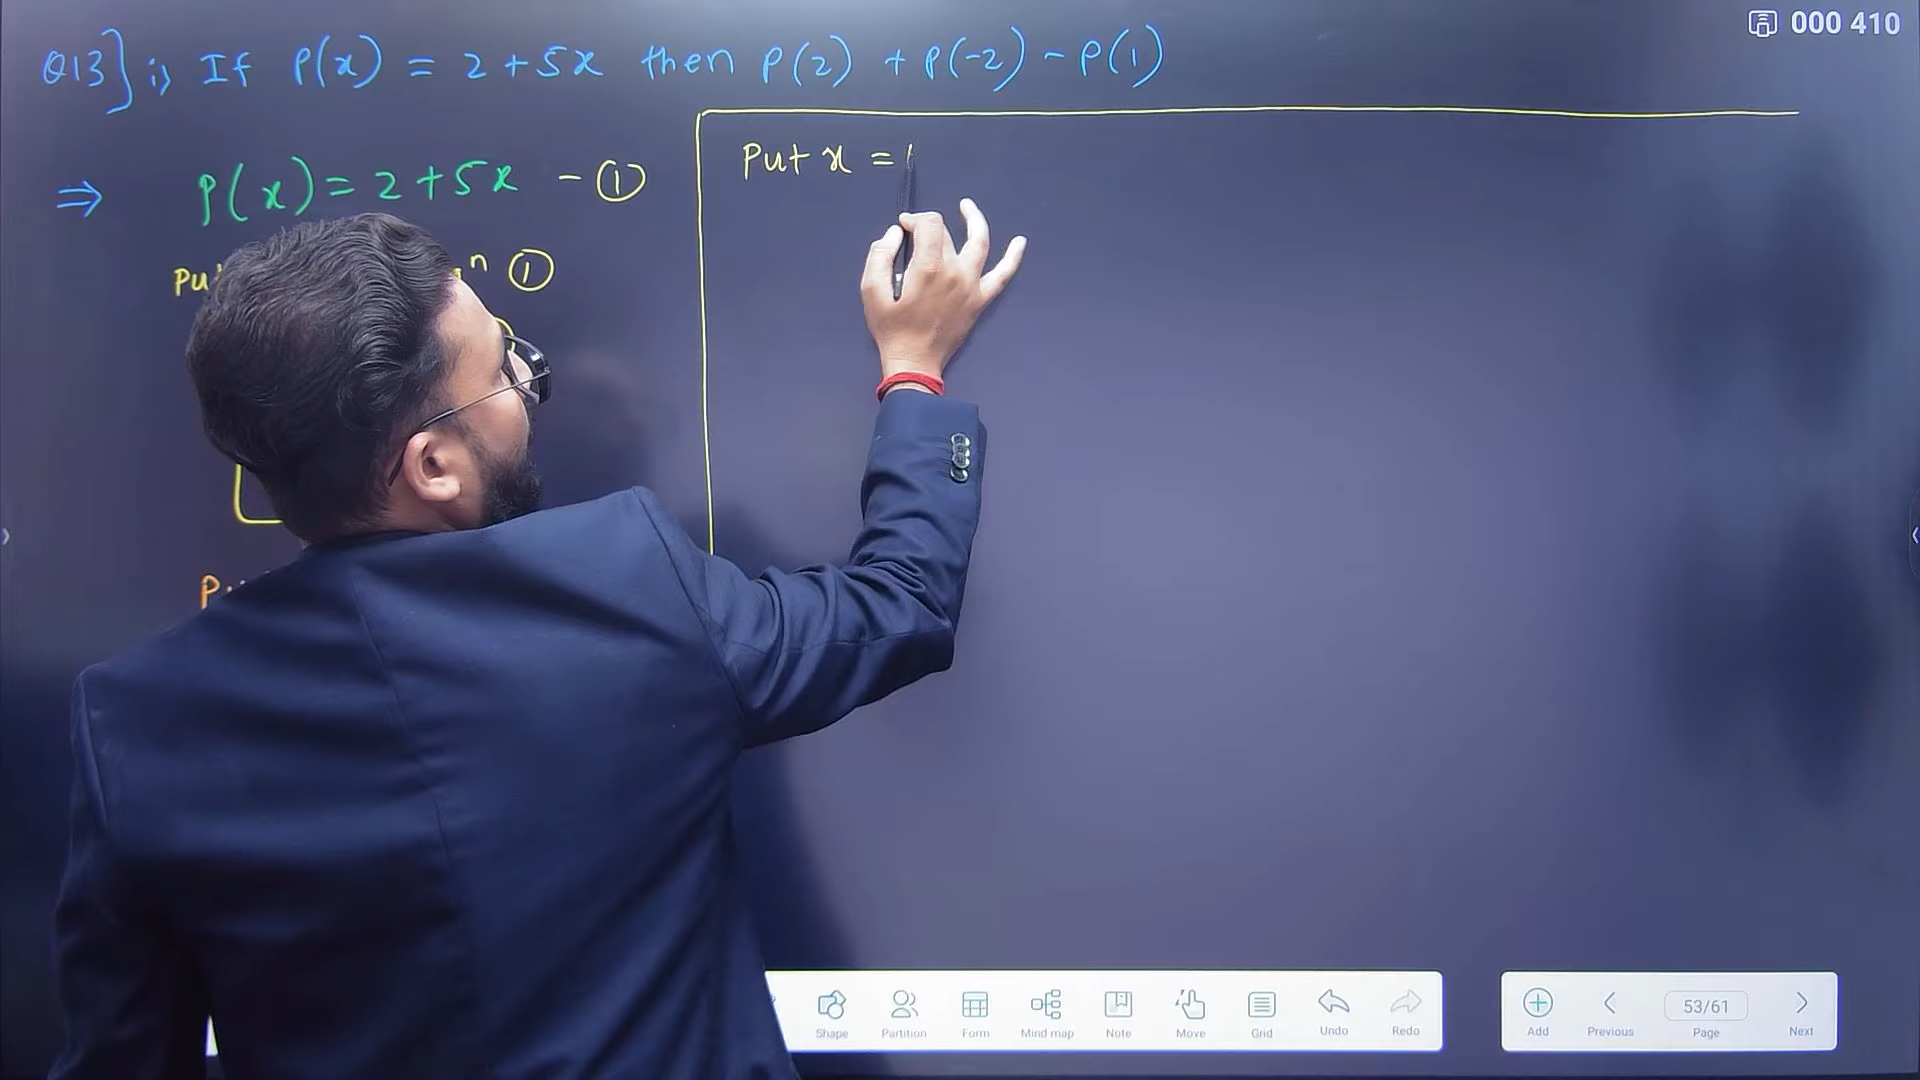 000 410
Q13] i, If P(x) = 2 + 5x then P(2) + P(-2) - P(1)
⇒ P(x) = 2 + 5x - ①
①
Put x = 1
Shape Partition Form Mind map Note Move Grid Undo Redo
Add Previous 53/61 Page Next